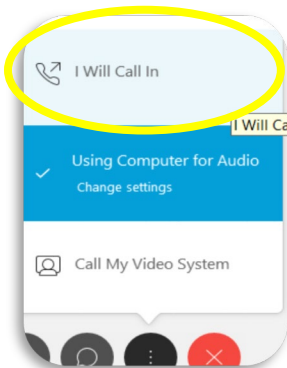 I Will Call In
I Will Ca
Using Computer for Audio
Change settings
Call My Video System